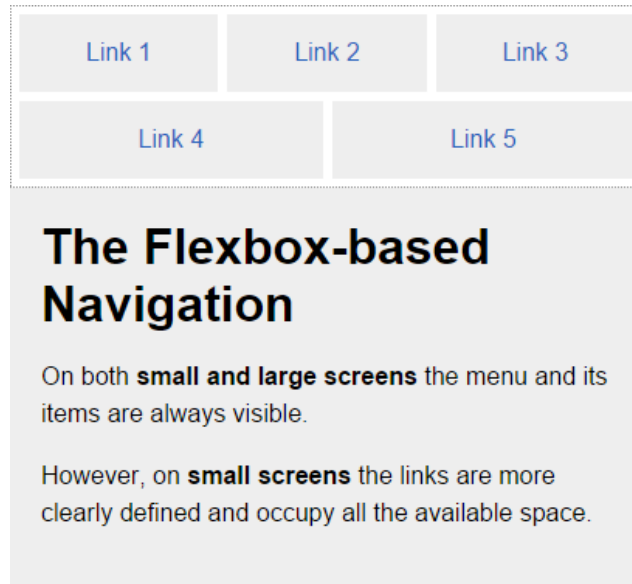 Link 1 Link 2 Link 3
Link 4 Link 5
The Flexbox-based
Navigation
On both small and large screens the menu and its
items are always visible.
However, on small screens the links are more
clearly defined and occupy all the available space.